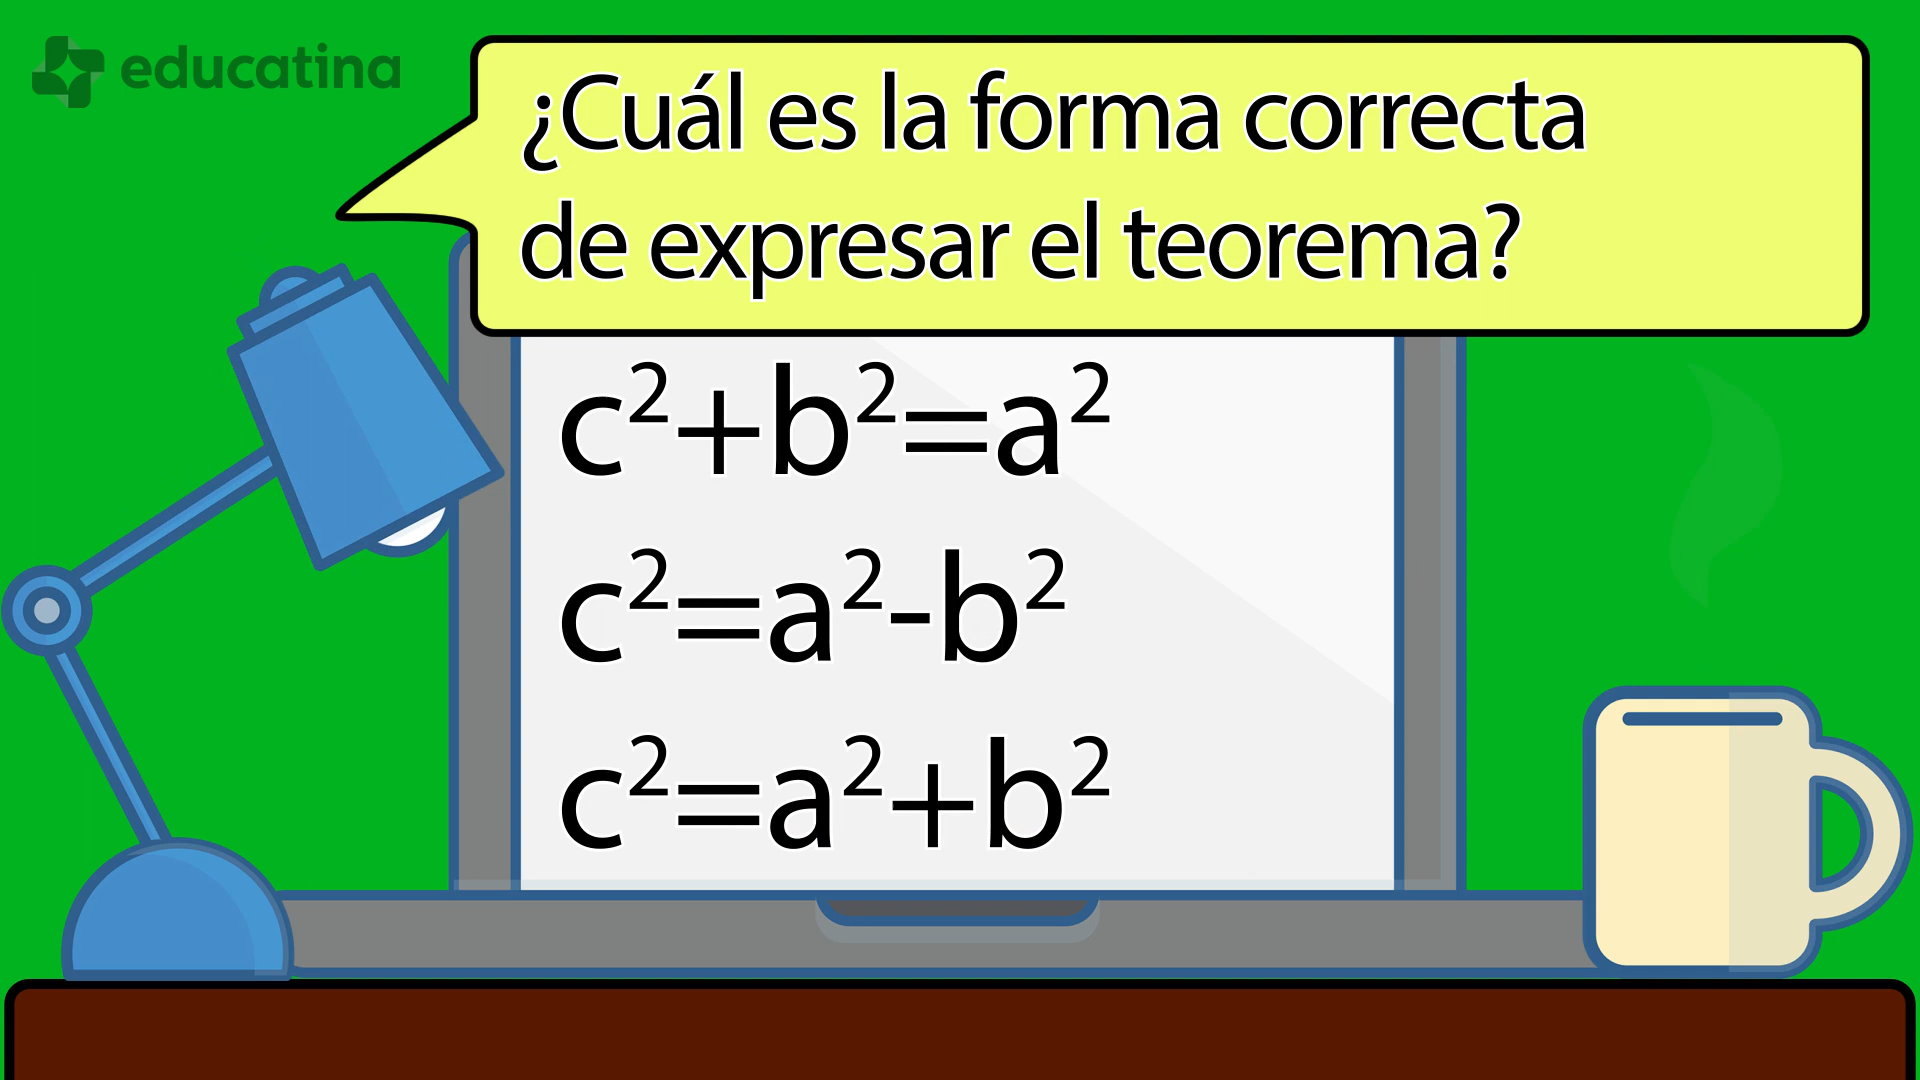 educatina
¿Cuál es la forma correcta
de expresar el teorema?
c²+b²=a²
c²=a²-b²
c²=a²+b²